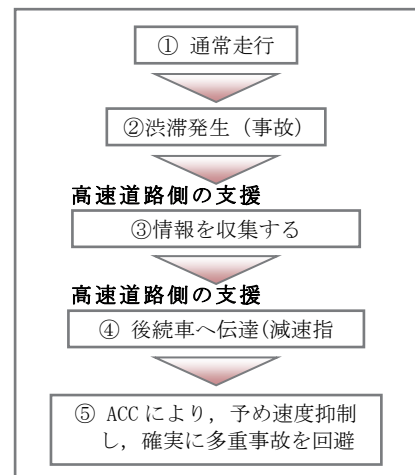 ① 通常走行
②渋滞発生（事故）
高速道路側の支援
③情報を収集する
高速道路側の支援
④ 後続車へ伝達(減速指
⑤ ACCにより，予め速度抑制
し，確実に多重事故を回避